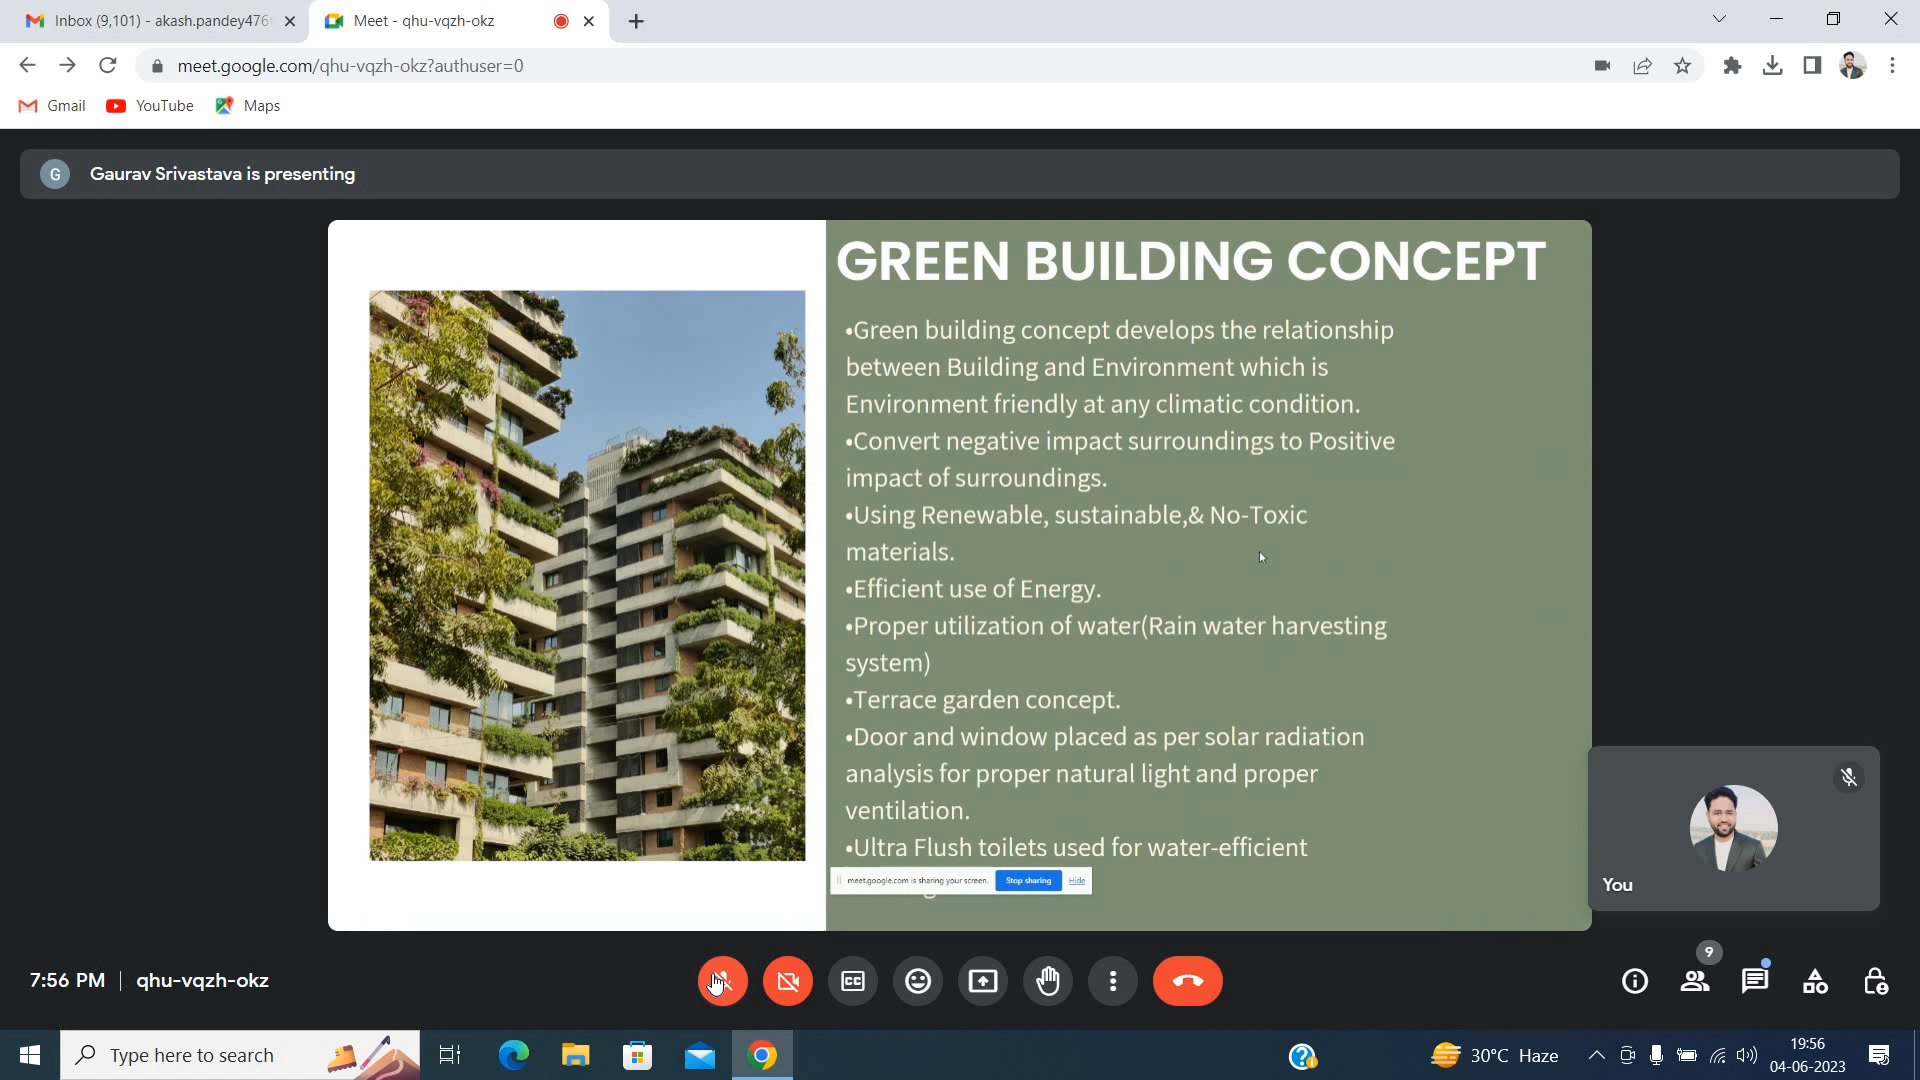 Inbox (9,101) - akash.pandey476
Meet - qhu-vqzh-okz
meet.google.com/qhu-vqzh-okz?authuser=0
Gmail
YouTube
Maps
G
Gaurav Srivastava is presenting
GREEN BUILDING CONCEPT
•Green building concept develops the relationship
between Building and Environment which is
Environment friendly at any climatic condition.
•Convert negative impact surroundings to Positive
impact of surroundings.
•Using Renewable, sustainable,& No-Toxic
materials.
•Efficient use of Energy.
•Proper utilization of water(Rain water harvesting
system)
•Terrace garden concept.
•Door and window placed as per solar radiation
analysis for proper natural light and proper
ventilation.
•Ultra Flush toilets used for water-efficient
meet.google.com is sharing your screen. Stop sharing Hide
You
7:56 PM | qhu-vqzh-okz
CC
9
Type here to search
30°C Haze
19:56
04-06-2023